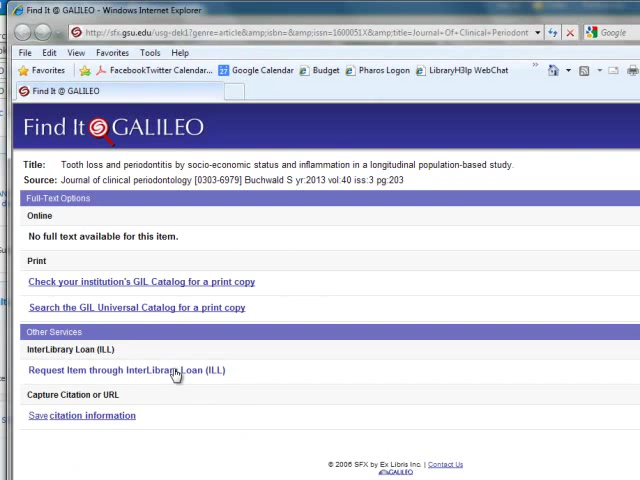 Find It @ GALILEO - Windows Internet Explorer
http://sfx.gsu.edu/usg-dek1?genre=article&amp;isbn=&amp;issn=1600051X&amp;title=Journal Of Clinical Periodont
Google
File Edit View Favorites Tools Help
Favorites FacebookTwitter Calendar... Google Calendar Budget Pharos Logon LibraryH3lp WebChat »
Find It @ GALILEO
Find It @ GALILEO
Title: Tooth loss and periodontitis by socio-economic status and inflammation in a longitudinal population-based study.
Source: Journal of clinical periodontology [0303-6979] Buchwald S yr:2013 vol:40 iss:3 pg:203
Full-Text Options
Online
No full text available for this item.
Print
Check your institution's GIL Catalog for a print copy
Search the GIL Universal Catalog for a print copy
Other Services
InterLibrary Loan (ILL)
Request Item through InterLibrary Loan (ILL)
Capture Citation or URL
Save citation information
© 2006 SFX by Ex Libris Inc. | Contact Us
GALILEO